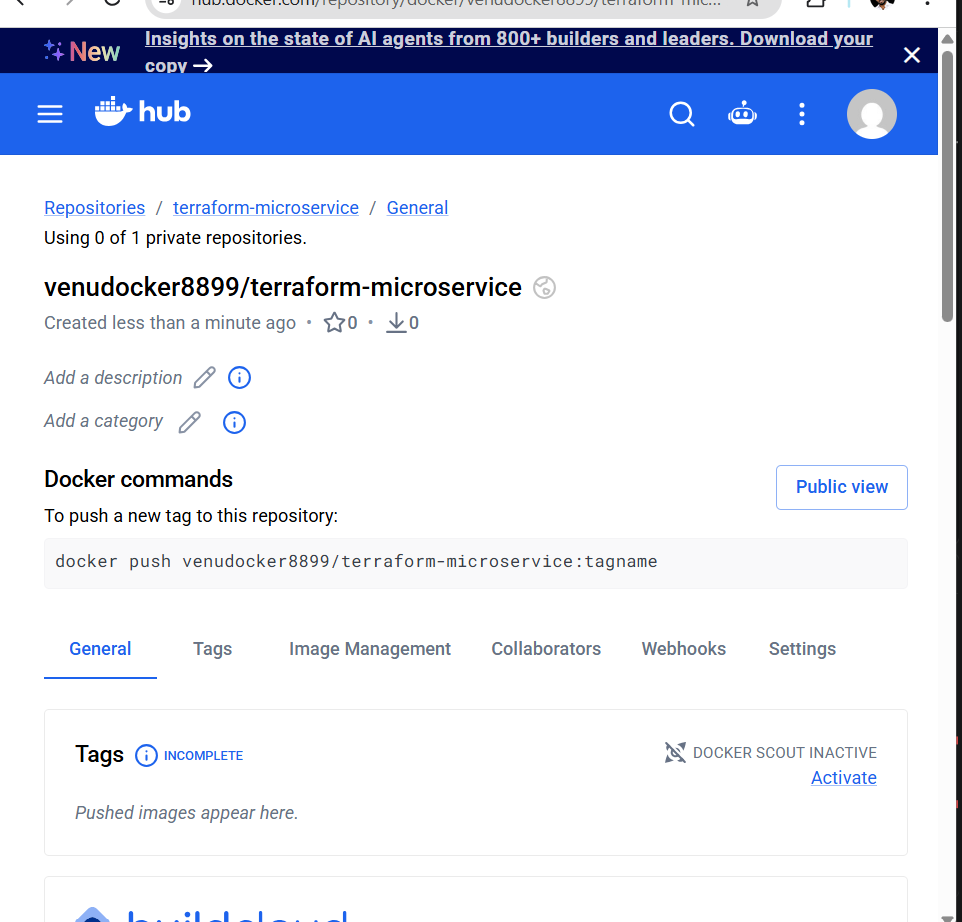 hub.docker.com/repository/docker/venudocker8899/terraform-mic...
New
Insights on the state of AI agents from 800+ builders and leaders. Download your
copy →
hub
Repositories / terraform-microservice / General
Using 0 of 1 private repositories.
venudocker8899/terraform-microservice
Created less than a minute ago • 0 • 0
Add a description
Add a category
Docker commands
Public view
To push a new tag to this repository:
docker push venudocker8899/terraform-microservice:tagname
General Tags Image Management Collaborators Webhooks Settings
Tags INCOMPLETE
DOCKER SCOUT INACTIVE
Activate
Pushed images appear here.
buildcloud